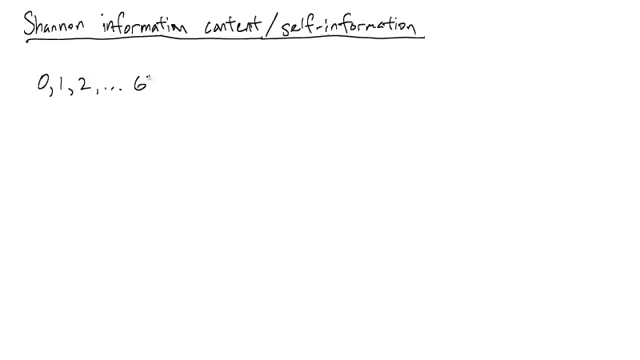 Shannon information content/self-information
0, 1, 2, ... 6